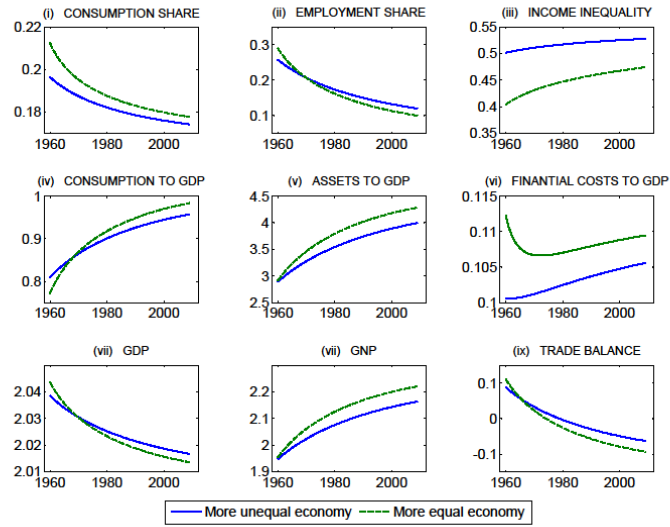 (i) CONSUMPTION SHARE
(ii) EMPLOYMENT SHARE
(iii) INCOME INEQUALITY
0.22
0.2
0.18
1960 1980 2000
0.3
0.2
0.1
1960 1980 2000
0.55
0.5
0.45
0.4
0.35
1960 1980 2000
(iv) CONSUMPTION TO GDP
(v) ASSETS TO GDP
(vi) FINANTIAL COSTS TO GDP
1
0.9
0.8
1960 1980 2000
4.5
4
3.5
3
2.5
1960 1980 2000
0.115
0.11
0.105
0.1
1960 1980 2000
(vii) GDP
(vii) GNP
(ix) TRADE BALANCE
2.04
2.03
2.02
2.01
1960 1980 2000
2.2
2.1
2
1.9
1960 1980 2000
0.1
0
-0.1
1960 1980 2000
More unequal economy
More equal economy